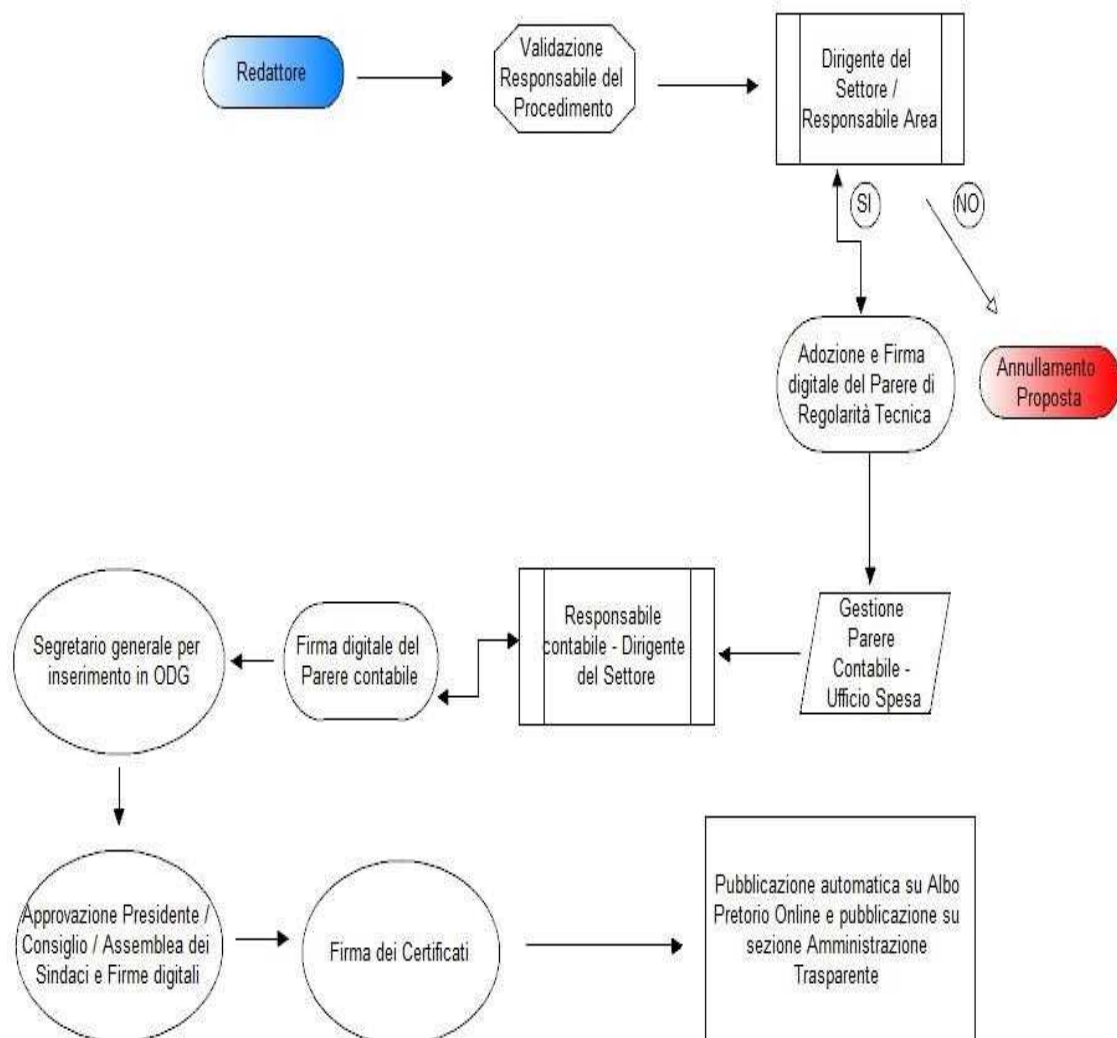 Redattore
Validazione
Responsabile del
Procedimento
Dirigente del
Settore /
Responsabile Area
SI
NO
Adozione e Firma
digitale del Parere di
Regolarità Tecnica
Annullamento
Proposta
Gestione
Parere
Contabile -
Ufficio Spesa
Responsabile
contabile - Dirigente
del Settore
Firma digitale del
Parere contabile
Segretario generale per
inserimento in ODG
Approvazione Presidente /
Consiglio / Assemblea dei
Sindaci e Firme digitali
Firma dei Certificati
Pubblicazione automatica su Albo
Pretorio Online e pubblicazione su
sezione Amministrazione
Trasparente